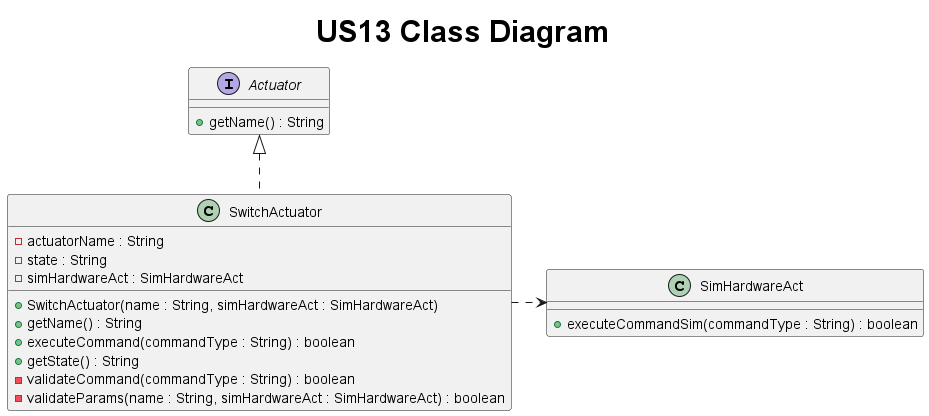 US13 Class Diagram
I Actuator
getName() : String
C SwitchActuator
actuatorName : String
state : String
simHardwareAct : SimHardwareAct
SwitchActuator(name : String, simHardwareAct : SimHardwareAct)
getName() : String
executeCommand(commandType : String) : boolean
getState() : String
validateCommand(commandType : String) : boolean
validateParams(name : String, simHardwareAct : SimHardwareAct) : boolean
C SimHardwareAct
executeCommandSim(commandType : String) : boolean